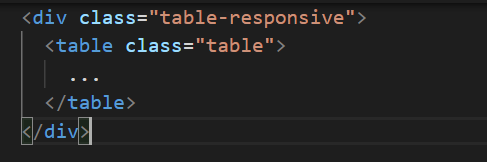 <div class="table-responsive">
<table class="table">
...
</table>
</div>